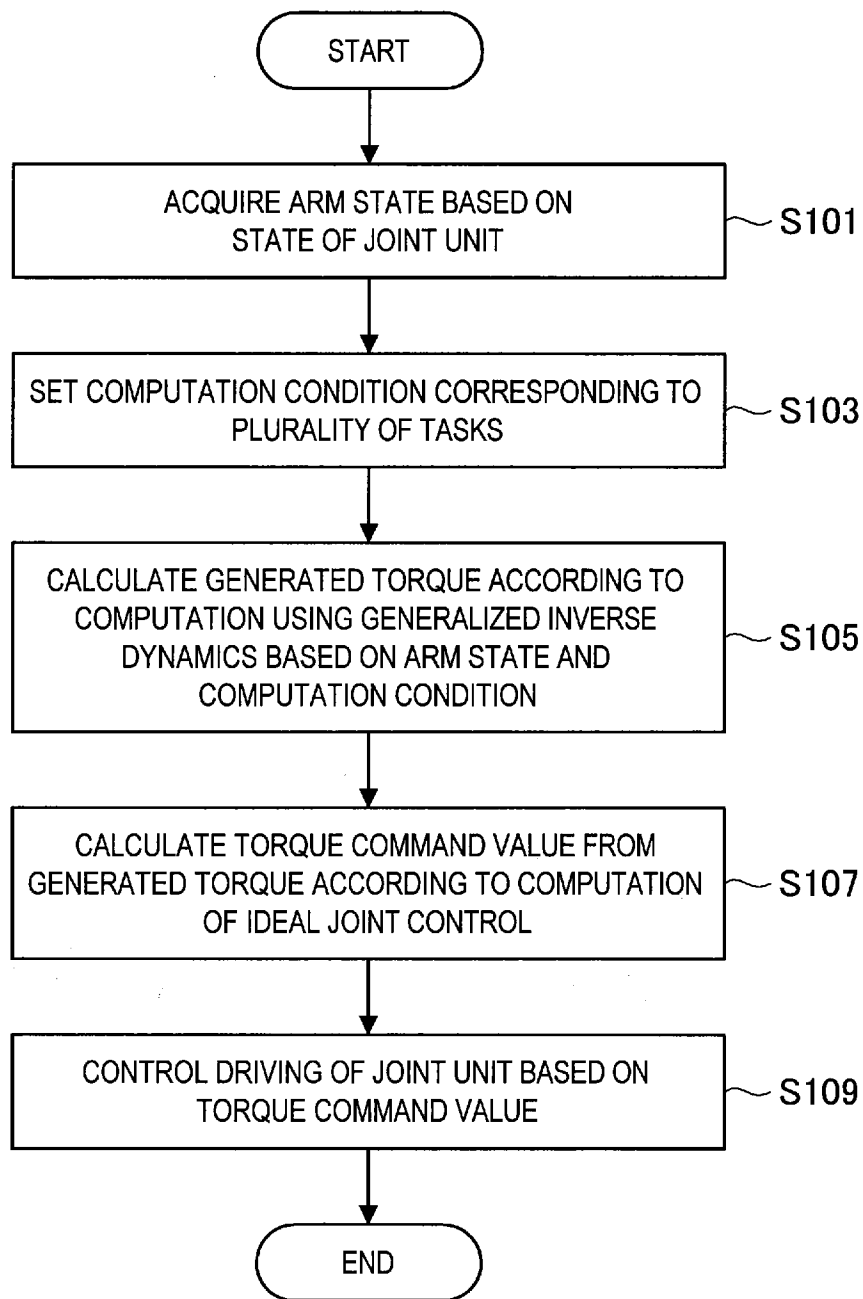 START
ACQUIRE ARM STATE BASED ON
STATE OF JOINT UNIT
S101
SET COMPUTATION CONDITION CORRESPONDING TO
PLURALITY OF TASKS
S103
CALCULATE GENERATED TORQUE ACCORDING TO
COMPUTATION USING GENERALIZED INVERSE
DYNAMICS BASED ON ARM STATE AND
COMPUTATION CONDITION
S105
CALCULATE TORQUE COMMAND VALUE FROM
GENERATED TORQUE ACCORDING TO COMPUTATION
OF IDEAL JOINT CONTROL
S107
CONTROL DRIVING OF JOINT UNIT BASED ON
TORQUE COMMAND VALUE
S109
END